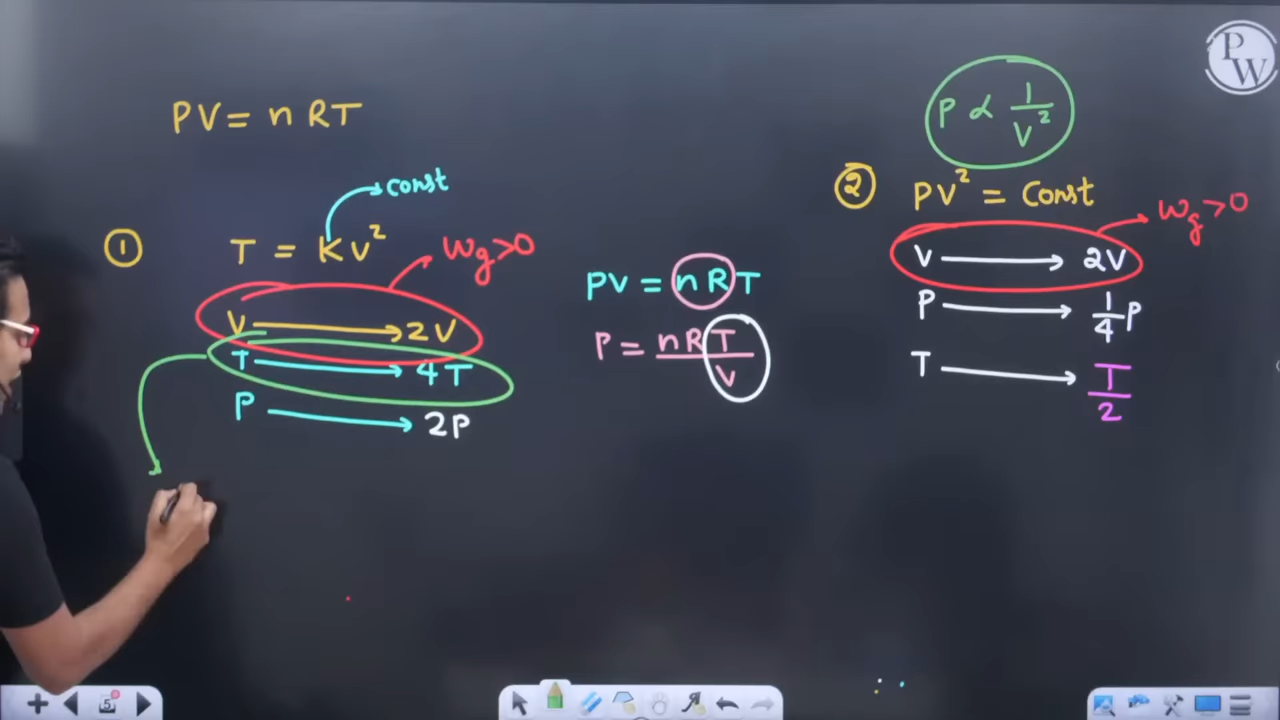 PW
PV = nRT
P ∝ 1/V²
const
② PV² = Const
① T = KV²
Wg>0
Wg>0
V → 2V
T → 4T
P → 2P
PV = nRT
P = nRT/V
V → 2V
P → 1/4 P
T → T/2
5